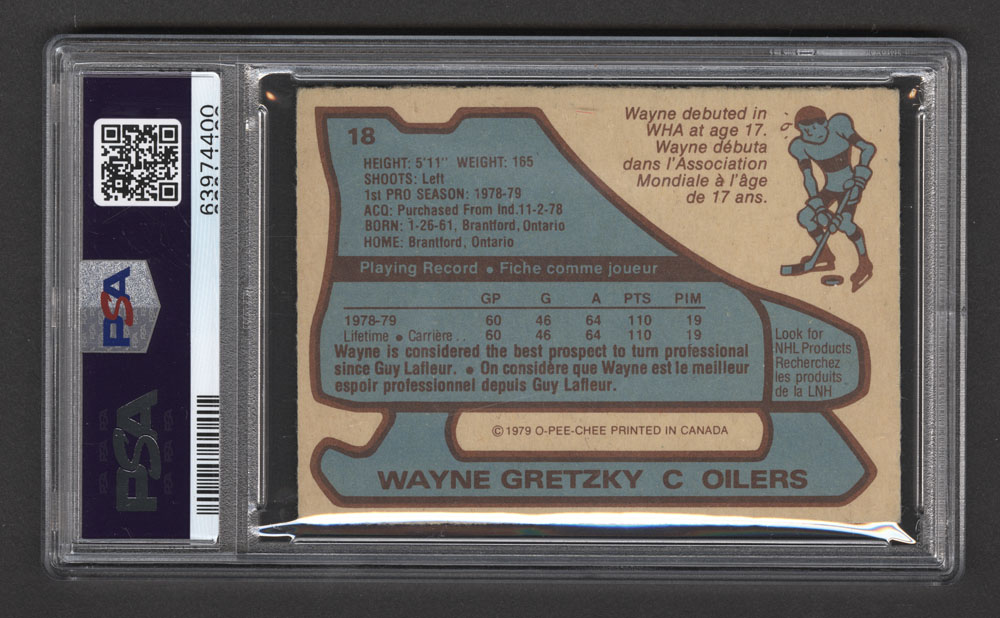 63974400
PSA
PSA
18
HEIGHT: 5'11" WEIGHT: 165
SHOOTS: Left
1st PRO SEASON: 1978-79
ACQ: Purchased From Ind.11-2-78
BORN: 1-26-61, Brantford, Ontario
HOME: Brantford, Ontario
Wayne debuted in
WHA at age 17.
Wayne débuta
dans l'Association
Mondiale à l'âge
de 17 ans.
Playing Record • Fiche comme joueur
GP G A PTS PIM
1978-79 60 46 64 110 19
Lifetime • Carrière .. 60 46 64 110 19
Wayne is considered the best prospect to turn professional
since Guy Lafleur. • On considère que Wayne est le meilleur
espoir professionnel depuis Guy Lafleur.
Look for
NHL Products
Recherchez
les produits
de la LNH
© 1979 O-PEE-CHEE PRINTED IN CANADA
WAYNE GRETZKY C OILERS